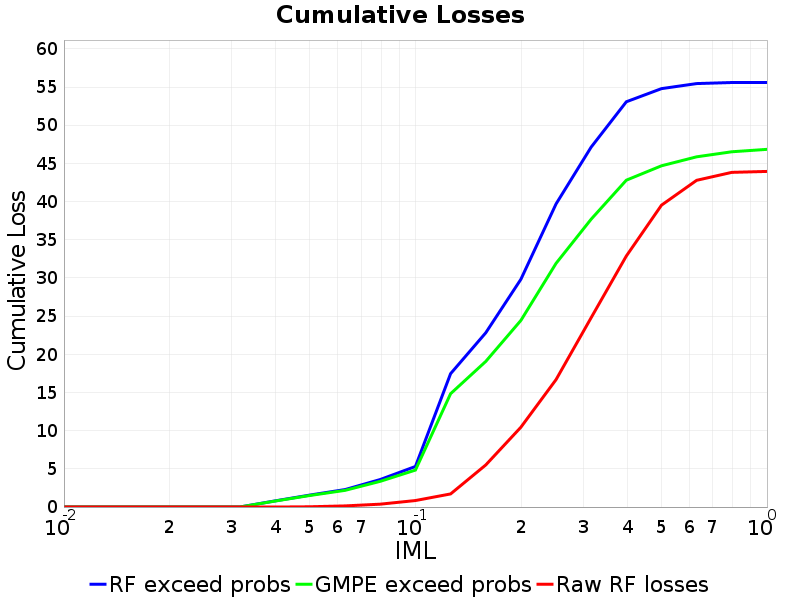 Cumulative Losses
Cumulative Loss
60
55
50
45
40
35
30
25
20
15
10
5
0
10-2 2 3 4 5 6 7 10-1 2 3 4 5 6 7 100
IML
RF exceed probs GMPE exceed probs Raw RF losses